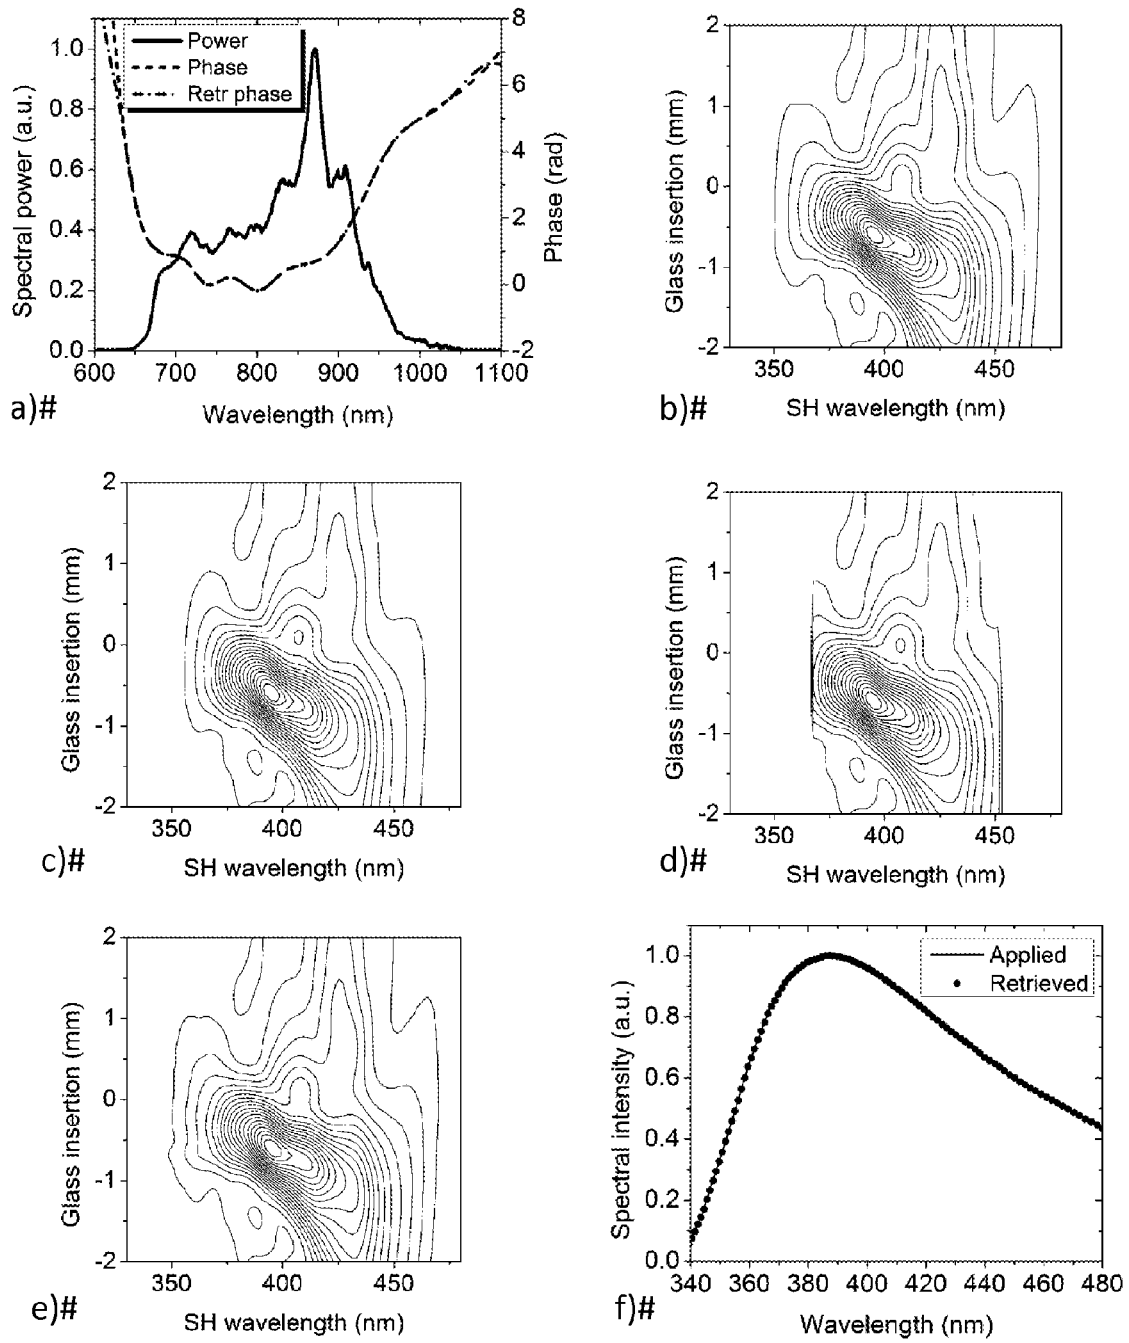 Power
Phase
Retr phase
Spectral power (a.u.)
1.0
0.8
0.6
0.4
0.2
0.0
8
6
4
2
0
-2
Phase (rad)
600 700 800 900 1000 1100
Wavelength (nm)
a)#
Glass insertion (mm)
2
1
0
-1
-2
350 400 450
SH wavelength (nm)
b)#
Glass insertion (mm)
2
1
0
-1
-2
350 400 450
SH wavelength (nm)
c)#
Glass insertion (mm)
2
1
0
-1
-2
350 400 450
SH wavelength (nm)
d)#
Glass insertion (mm)
2
1
0
-1
-2
350 400 450
SH wavelength (nm)
e)#
Applied
Retrieved
Spectral intensity (a.u.)
1.0
0.8
0.6
0.4
0.2
0.0
340 360 380 400 420 440 460 480
Wavelength (nm)
f)#